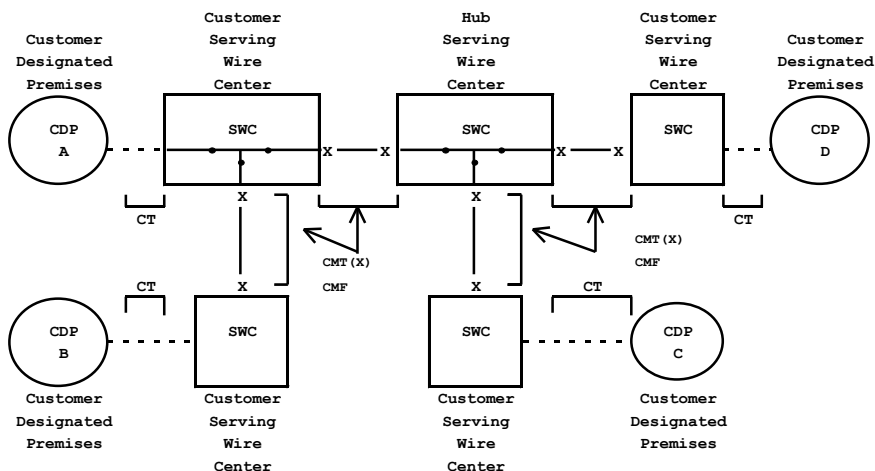 Customer
Serving
Wire
Center
Hub
Serving
Wire
Center
Customer
Serving
Wire
Center
Customer
Designated
Premises
Customer
Designated
Premises
CDP
A
SWC
X
X
SWC
X
X
SWC
CDP
D
CT
X
X
CT
CMT(X)
CMF
CMT(X)
CMF
CT
X
X
CT
CDP
B
SWC
SWC
CDP
C
Customer
Designated
Premises
Customer
Serving
Wire
Center
Customer
Serving
Wire
Center
Customer
Designated
Premises